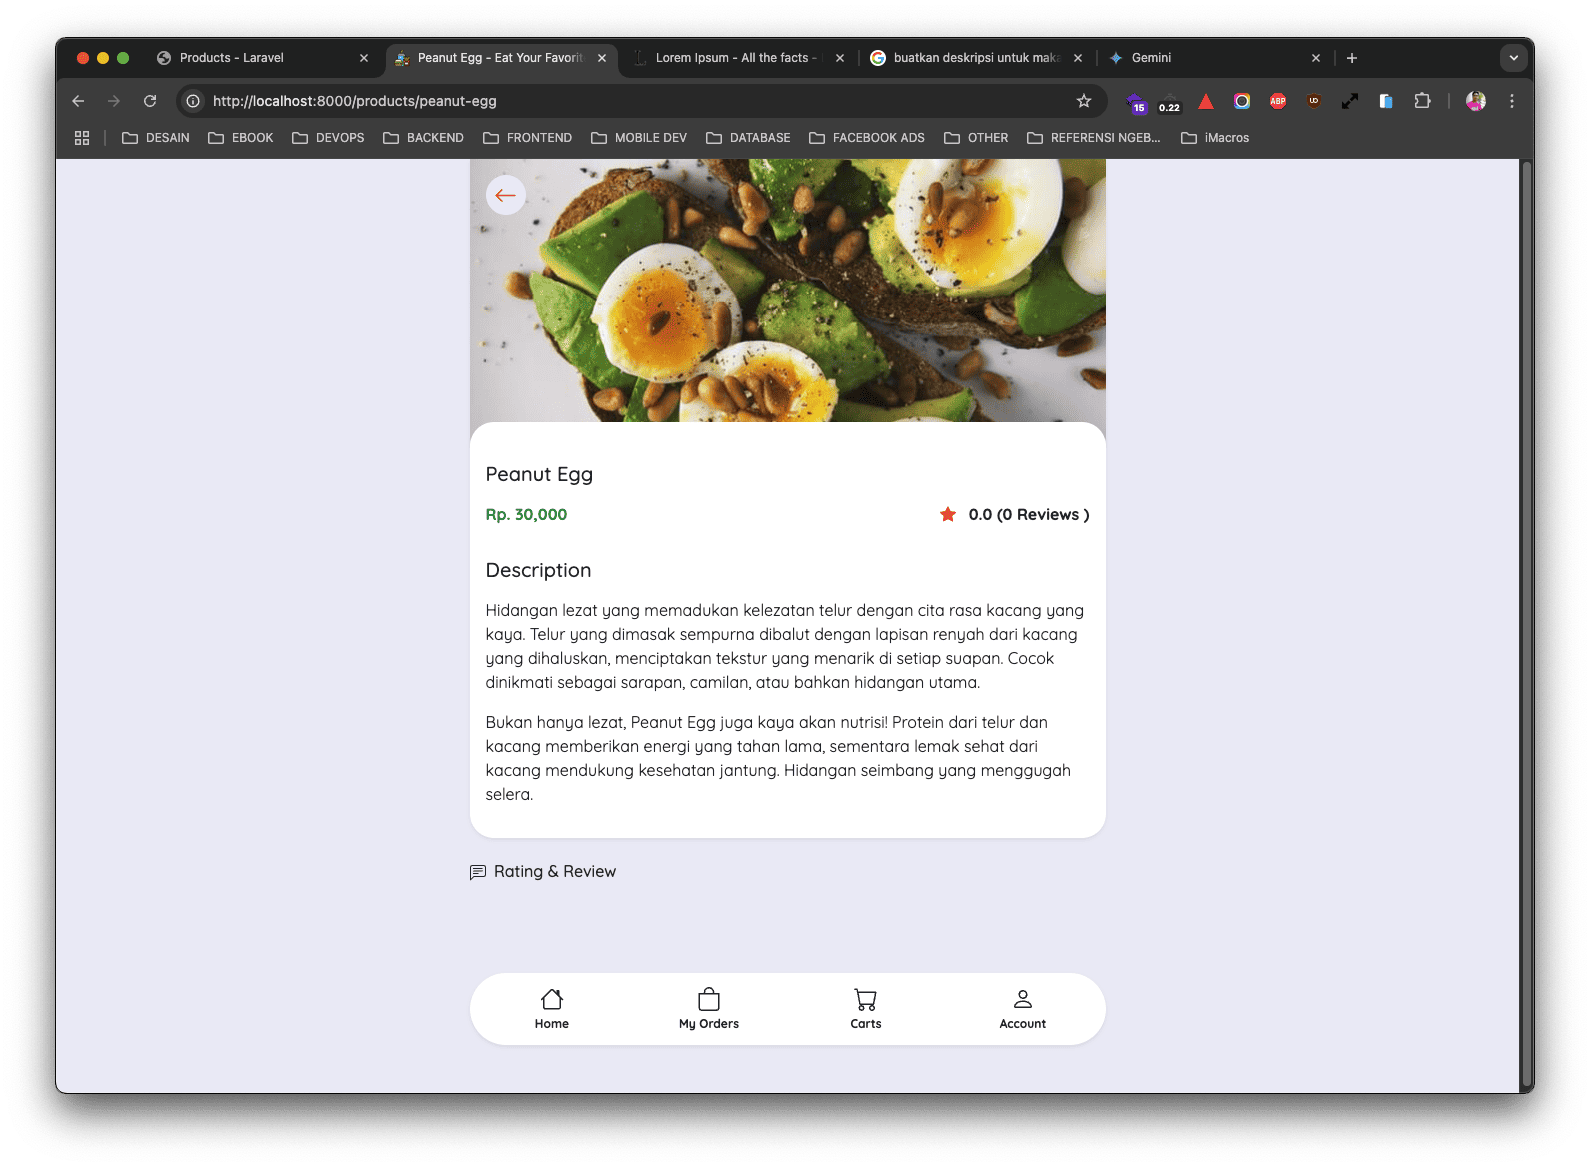 Products - Laravel
Peanut Egg - Eat Your Favorit
Lorem Ipsum - All the facts -
buatkan deskripsi untuk maka
Gemini
http://localhost:8000/products/peanut-egg
15
0.22
ABP
UD
DESAIN
EBOOK
DEVOPS
BACKEND
FRONTEND
MOBILE DEV
DATABASE
FACEBOOK ADS
OTHER
REFERENSI NGEB...
iMacros
Peanut Egg
Rp. 30,000
0.0 (0 Reviews )
Description
Hidangan lezat yang memadukan kelezatan telur dengan cita rasa kacang yang
kaya. Telur yang dimasak sempurna dibalut dengan lapisan renyah dari kacang
yang dihaluskan, menciptakan tekstur yang menarik di setiap suapan. Cocok
dinikmati sebagai sarapan, camilan, atau bahkan hidangan utama.
Bukan hanya lezat, Peanut Egg juga kaya akan nutrisi! Protein dari telur dan
kacang memberikan energi yang tahan lama, sementara lemak sehat dari
kacang mendukung kesehatan jantung. Hidangan seimbang yang menggugah
selera.
Rating & Review
Home
My Orders
Carts
Account